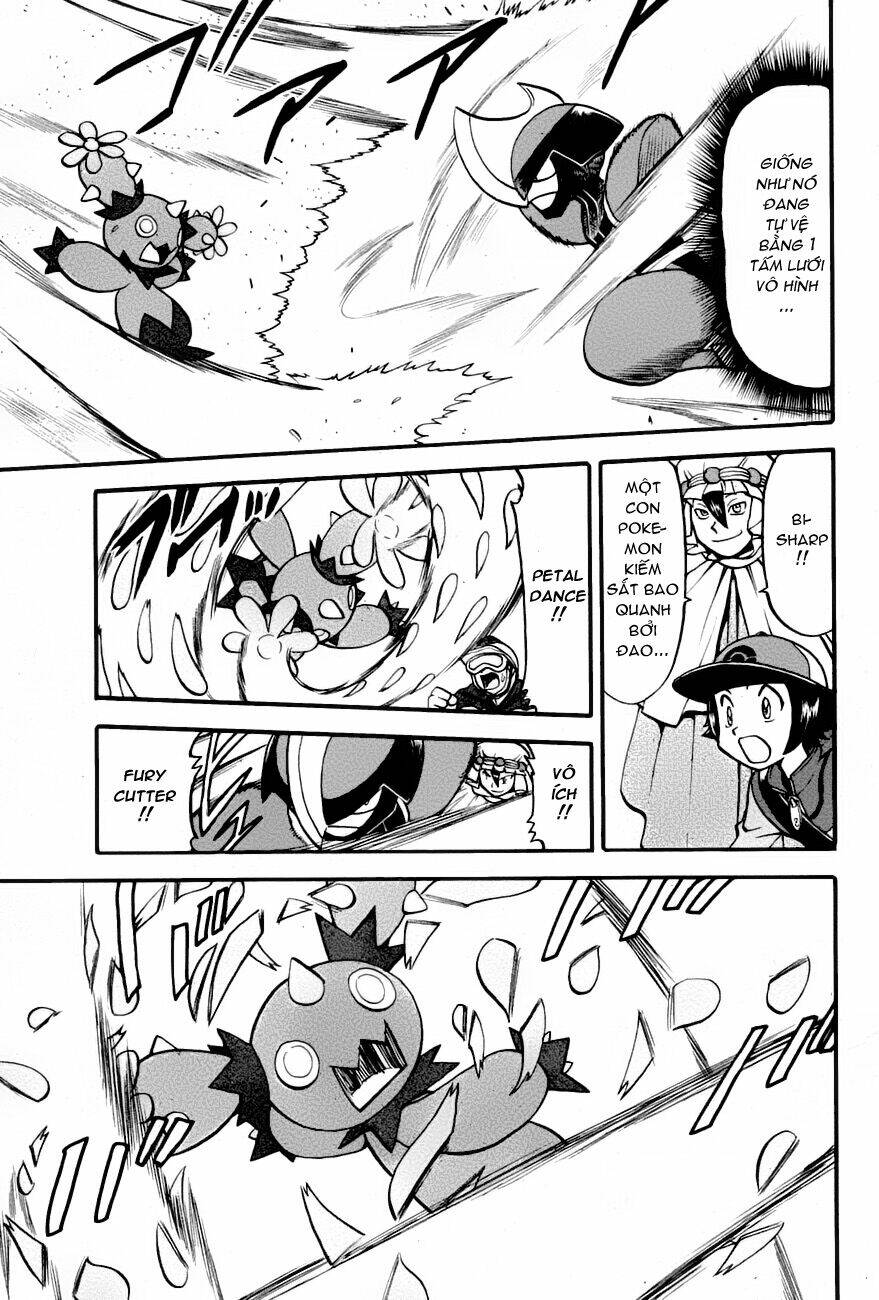 GIỐNG
NHƯ NÓ
ĐANG
TỰ VỆ
BẰNG 1
TẤM LƯỚI
VÔ HÌNH
...
BI-
SHARP
!!
MỘT
CON
POKE-
MON
KIẾM
SẮT BAO
QUANH
BỞI
ĐAO...
PETAL
DANCE
!!
VÔ
ÍCH
!!
FURY
CUTTER
!!